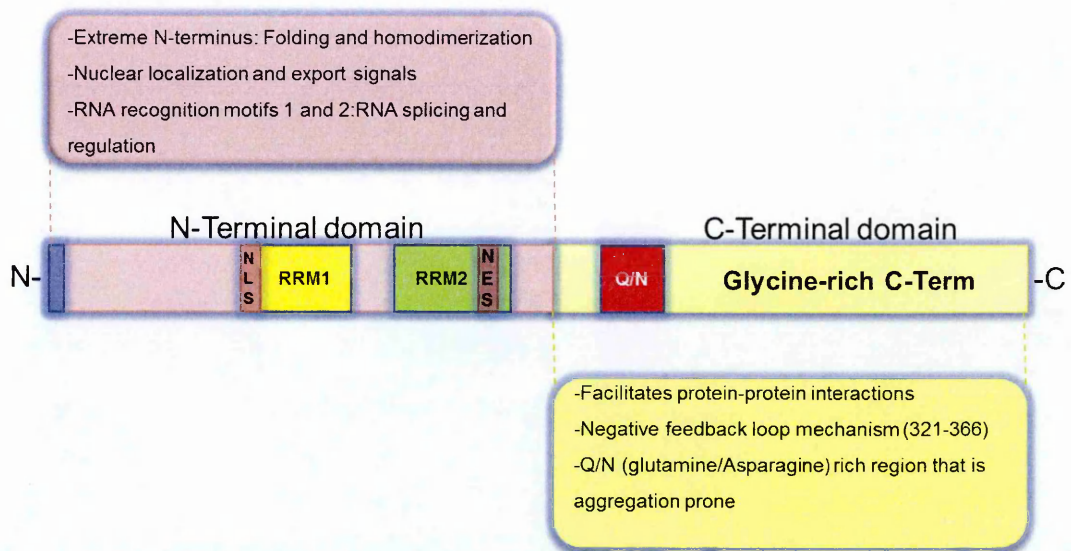 -Extreme N-terminus: Folding and homodimerization
-Nuclear localization and export signals
-RNA recognition motifs 1 and 2:RNA splicing and
regulation
N-Terminal domain
C-Terminal domain
N-
NLS
RRM1
RRM2
NES
Q/N
Glycine-rich C-Term
-C
-Facilitates protein-protein interactions
-Negative feedback loop mechanism (321-366)
-Q/N (glutamine/Asparagine) rich region that is
aggregation prone